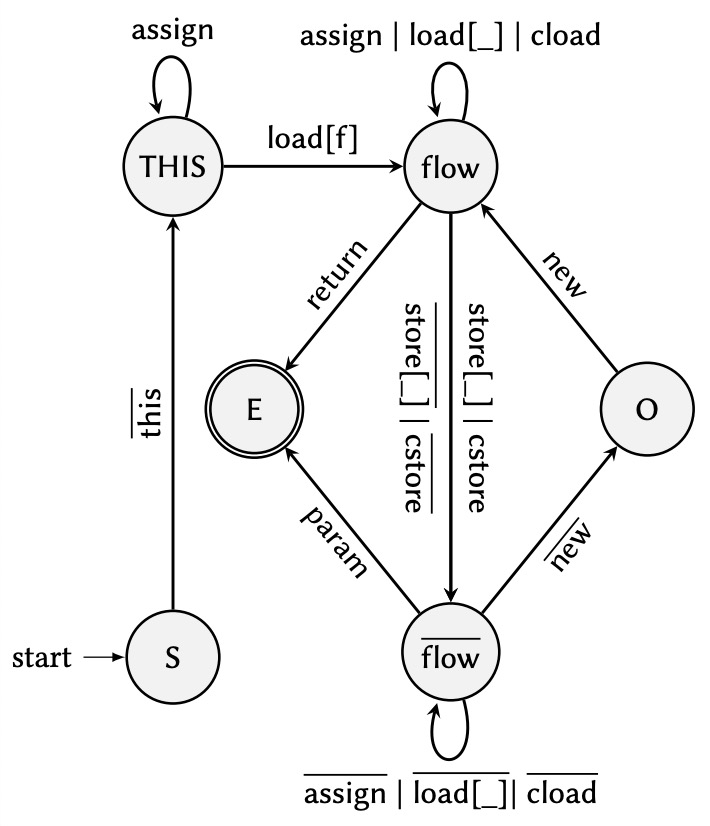 assign
assign | load[_] | cload
THIS
load[f]
flow
return
new
this
E
store[_] | cstore
store[_] | cstore
O
param
new
start
S
flow
assign | load[_]| cload